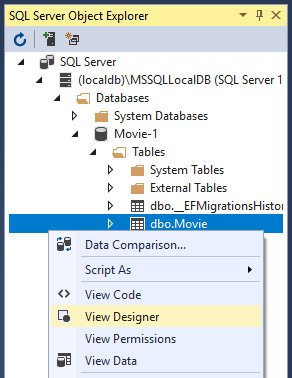 SQL Server Object Explorer
SQL Server
(localdb)\MSSQLLocalDB (SQL Server 1
Databases
System Databases
Movie-1
Tables
System Tables
External Tables
dbo.__EFMigrationsHistor
dbo.Movie
Data Comparison...
Script As
View Code
View Designer
View Permissions
View Data